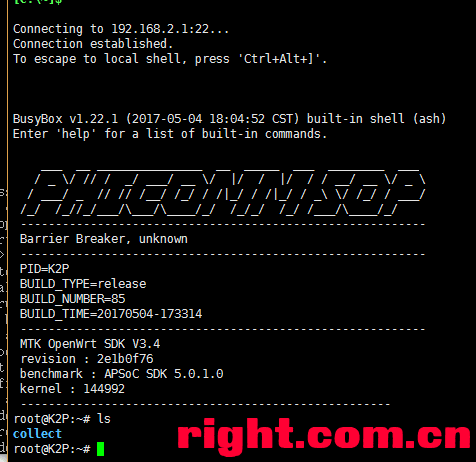 [c:\~]$
Connecting to 192.168.2.1:22...
Connection established.
To escape to local shell, press 'Ctrl+Alt+]'.
BusyBox v1.22.1 (2017-05-04 18:04:52 CST) built-in shell (ash)
Enter 'help' for a list of built-in commands.
-----------------------------------------------------
Barrier Breaker, unknown
-----------------------------------------------------
PID=K2P
BUILD_TYPE=release
BUILD_NUMBER=85
BUILD_TIME=20170504-173314
-----------------------------------------------------
MTK OpenWrt SDK V3.4
revision : 2e1b0f76
benchmark : APSoC SDK 5.0.1.0
kernel : 144992
-----------------------------------------------------
root@K2P:~# ls
collect
root@K2P:~#
right.com.cn